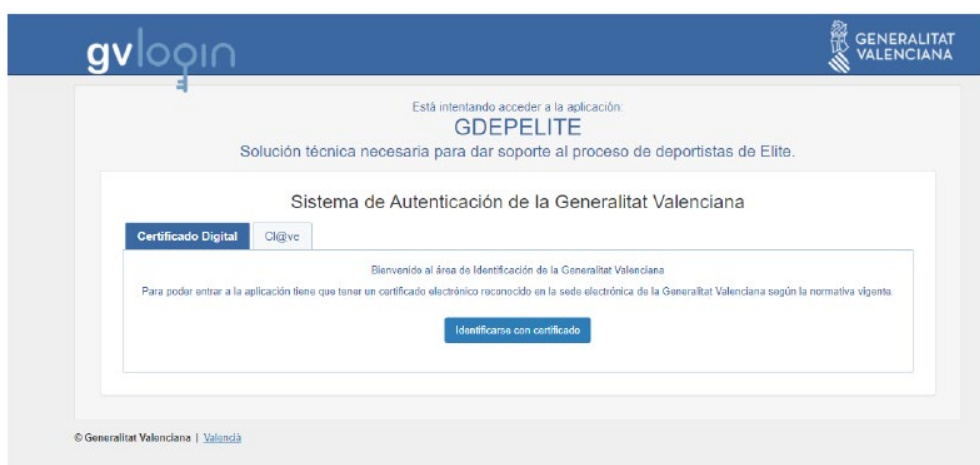 gvlogin
GENERALITAT
VALENCIANA
Está intentando acceder a la aplicación:
GDEPELITE
Solución técnica necesaria para dar soporte al proceso de deportistas de Elite.
Sistema de Autenticación de la Generalitat Valenciana
Certificado Digital
Cl@ve
Bienvenido al área de Identificación de la Generalitat Valenciana
Para poder entrar a la aplicación tiene que tener un certificado electrónico reconocido en la sede electrónica de la Generalitat Valenciana según la normativa vigente.
Identificarse con certificado
© Generalitat Valenciana | Valencià